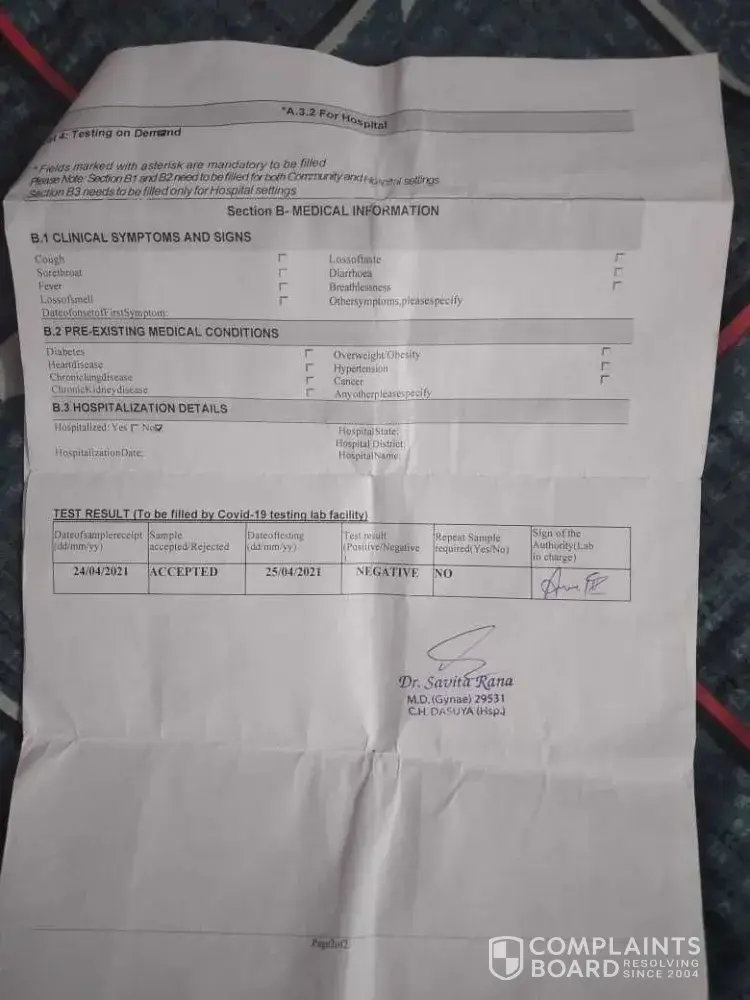 *A.3.2 For Hospital
4: Testing on Demand
* Fields marked with asterisk are mandatory to be filled
Please Note: Section B1 and B2 need to be filled for both Community and Hospital settings
Section B3 needs to be filled only for Hospital settings
Section B- MEDICAL INFORMATION
B.1 CLINICAL SYMPTOMS AND SIGNS
Cough Lossoftaste
Sorethroat Diarrhoea
Fever Breathlessness
Lossofsmell Othersymptoms,pleasespecify
DateofonsetofFirstSymptom:
B.2 PRE-EXISTING MEDICAL CONDITIONS
Diabetes Overweight/Obesity
Heartdisease Hypertension
Chroniclungdisease Cancer
ChronicKidneydisease Anyotherpleasespecify
B.3 HOSPITALIZATION DETAILS
Hospitalized: Yes No HospitalState:
Hospital District:
HospitalizationDate: HospitalName:
TEST RESULT (To be filled by Covid-19 testing lab facility)
Dateofsamplereceipt (dd/mm/yy) Sample accepted/Rejected Dateoftesting (dd/mm/yy) Test result (Positive/Negative ) Repeat Sample required(Yes/No) Sign of the Authority(Lab in charge)
24/04/2021 ACCEPTED 25/04/2021 NEGATIVE NO
Dr. Savita Rana
M.D.(Gynae) 29531
C.H. DASUYA (Hsp.)
Page2of2
COMPLAINTS
BOARD RESOLVING SINCE 2004